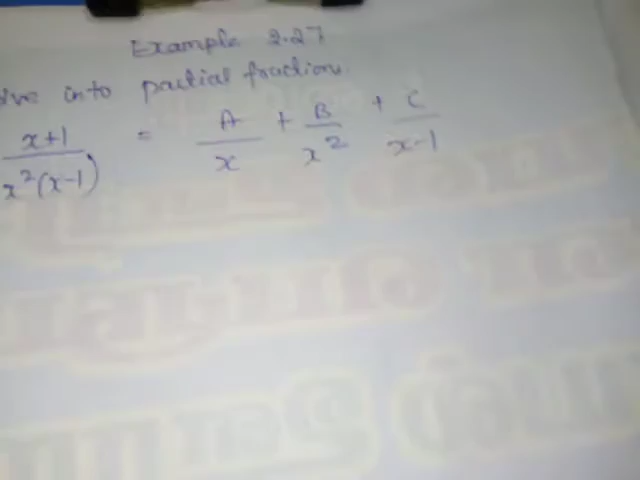 Example 2.27
into partial fraction.
x+1 / x²(x-1) = A / x + B / x² + C / x-1